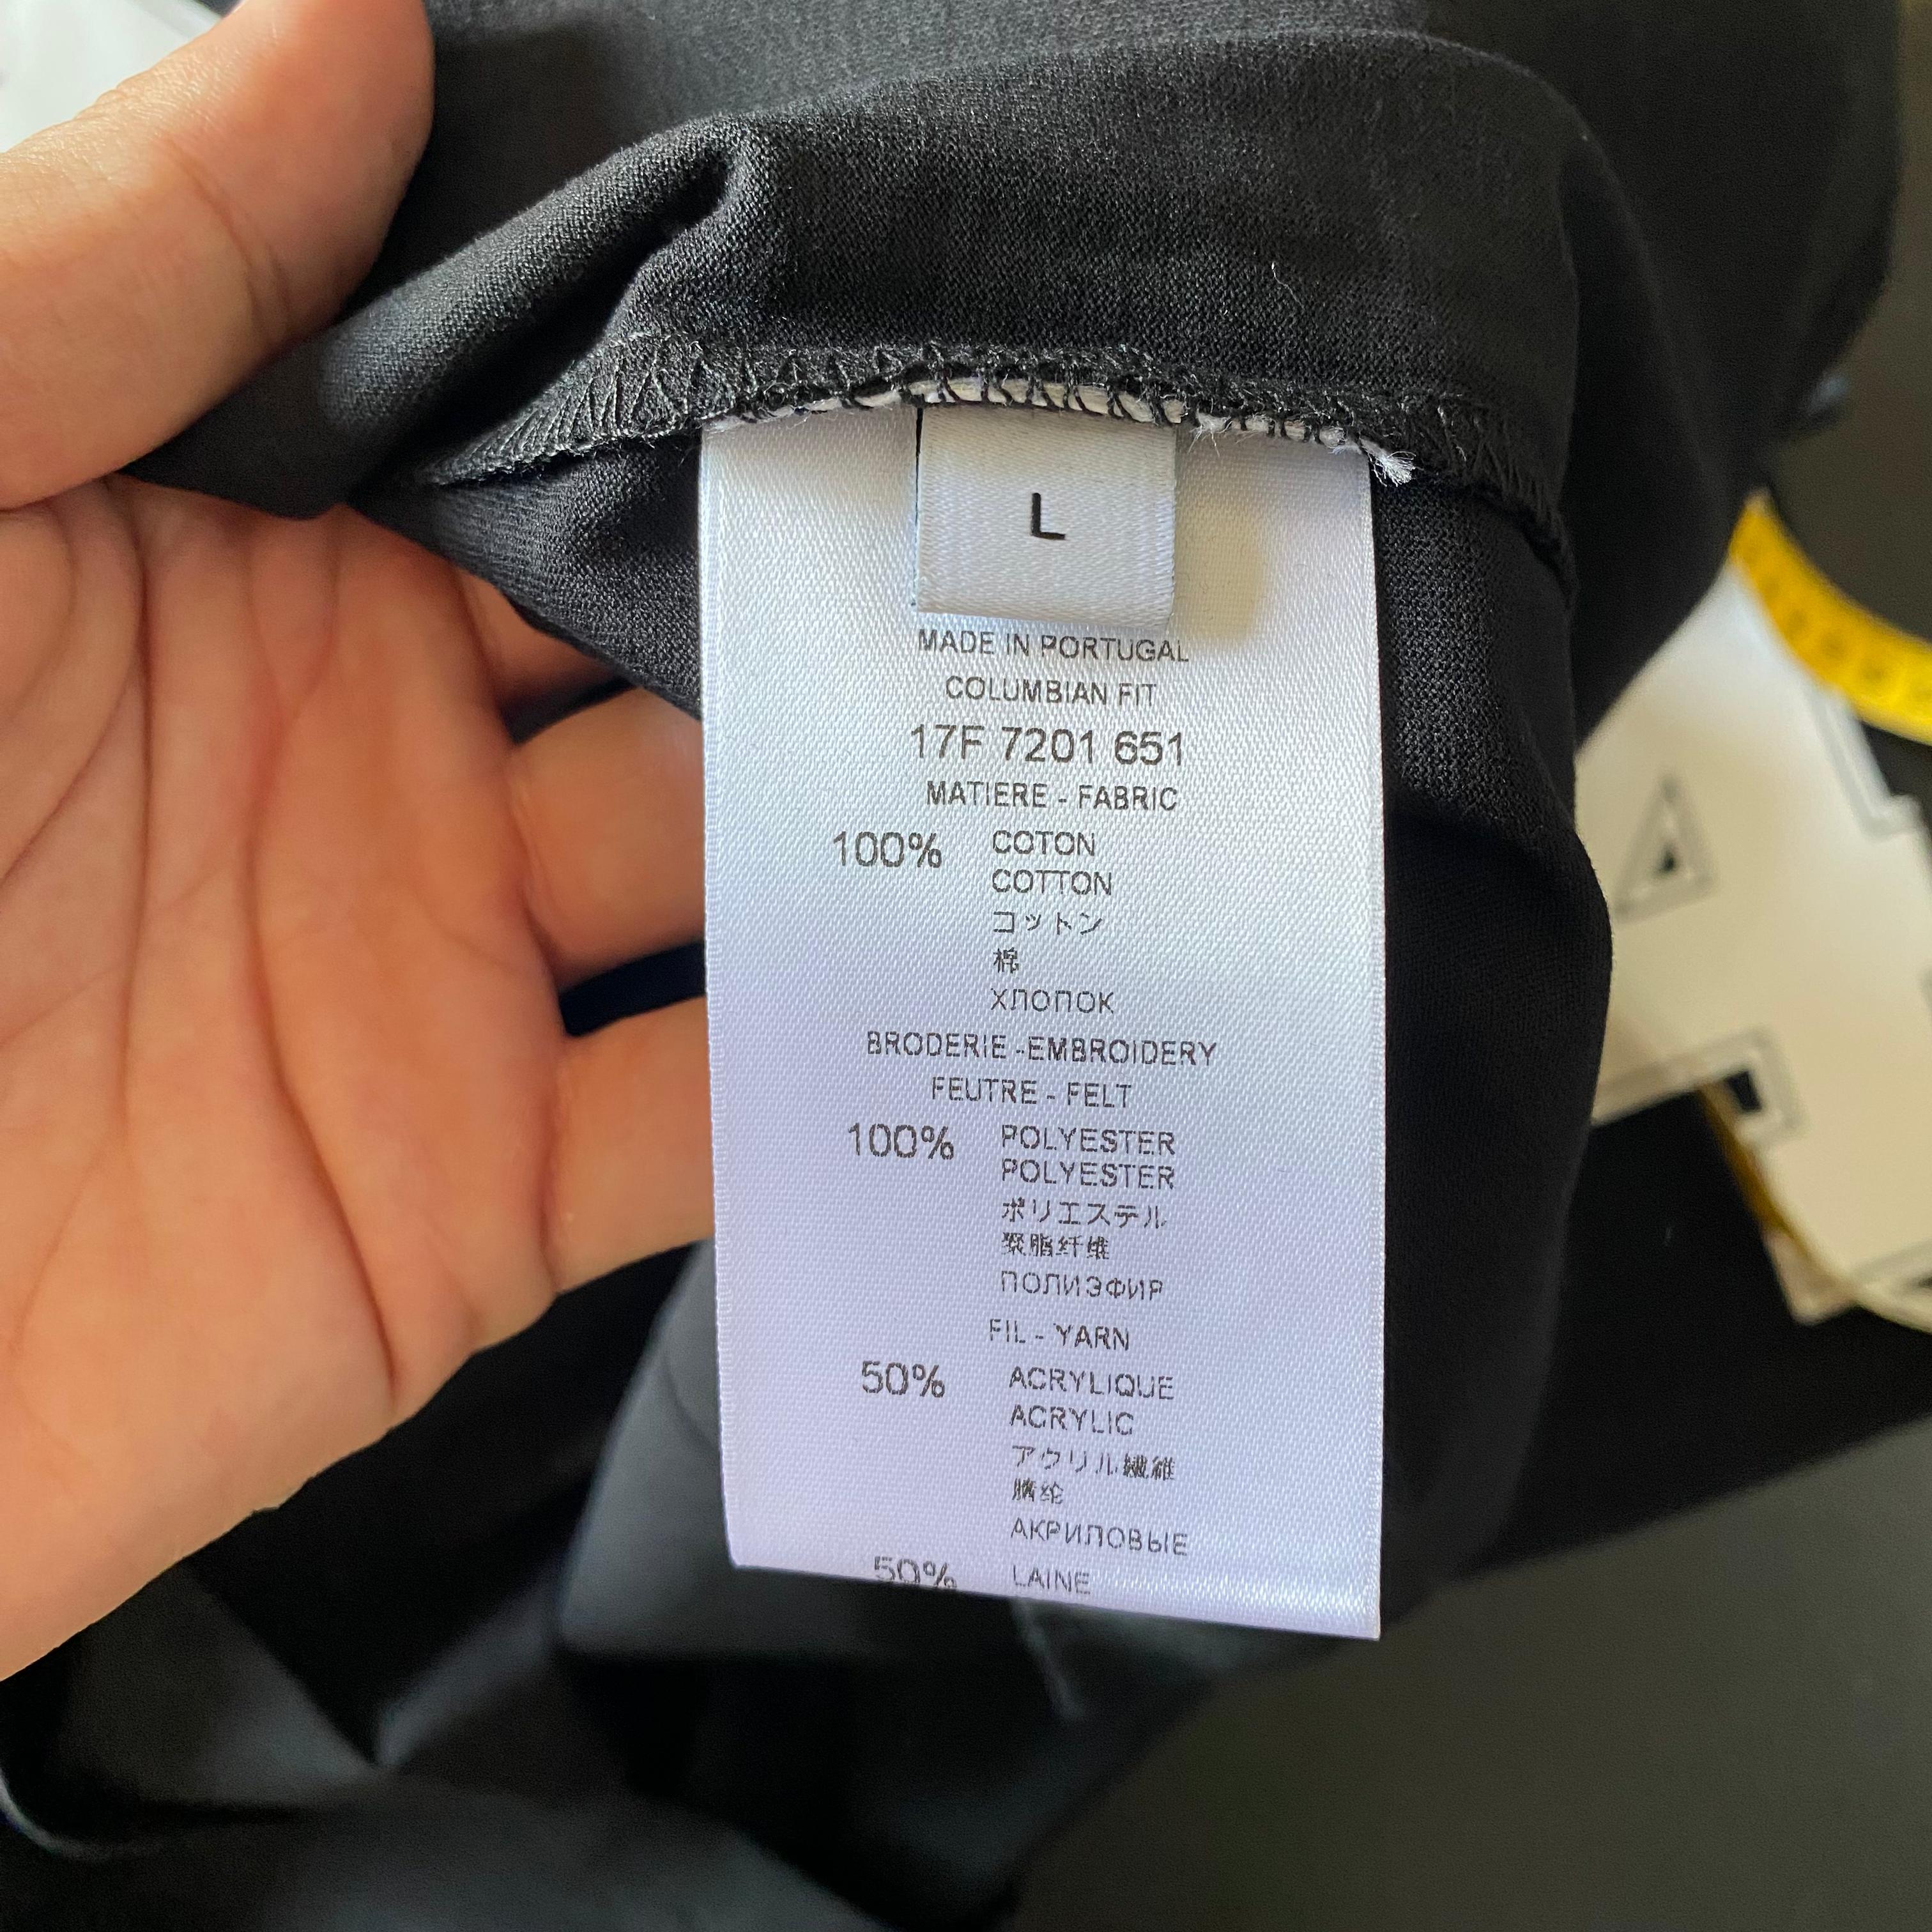 L
MADE IN PORTUGAL
COLUMBIAN FIT
17F 7201 651
MATIERE - FABRIC
100% COTON
COTTON
コットン
棉
ХЛОПОК
BRODERIE -EMBROIDERY
FEUTRE - FELT
100% POLYESTER
POLYESTER
ポリエステル
聚脂纤维
ПОЛИЭФИР
FIL - YARN
50% ACRYLIQUE
ACRYLIC
アクリル繊維
腈纶
АКРИЛОВЫЕ
50% LAINE
A